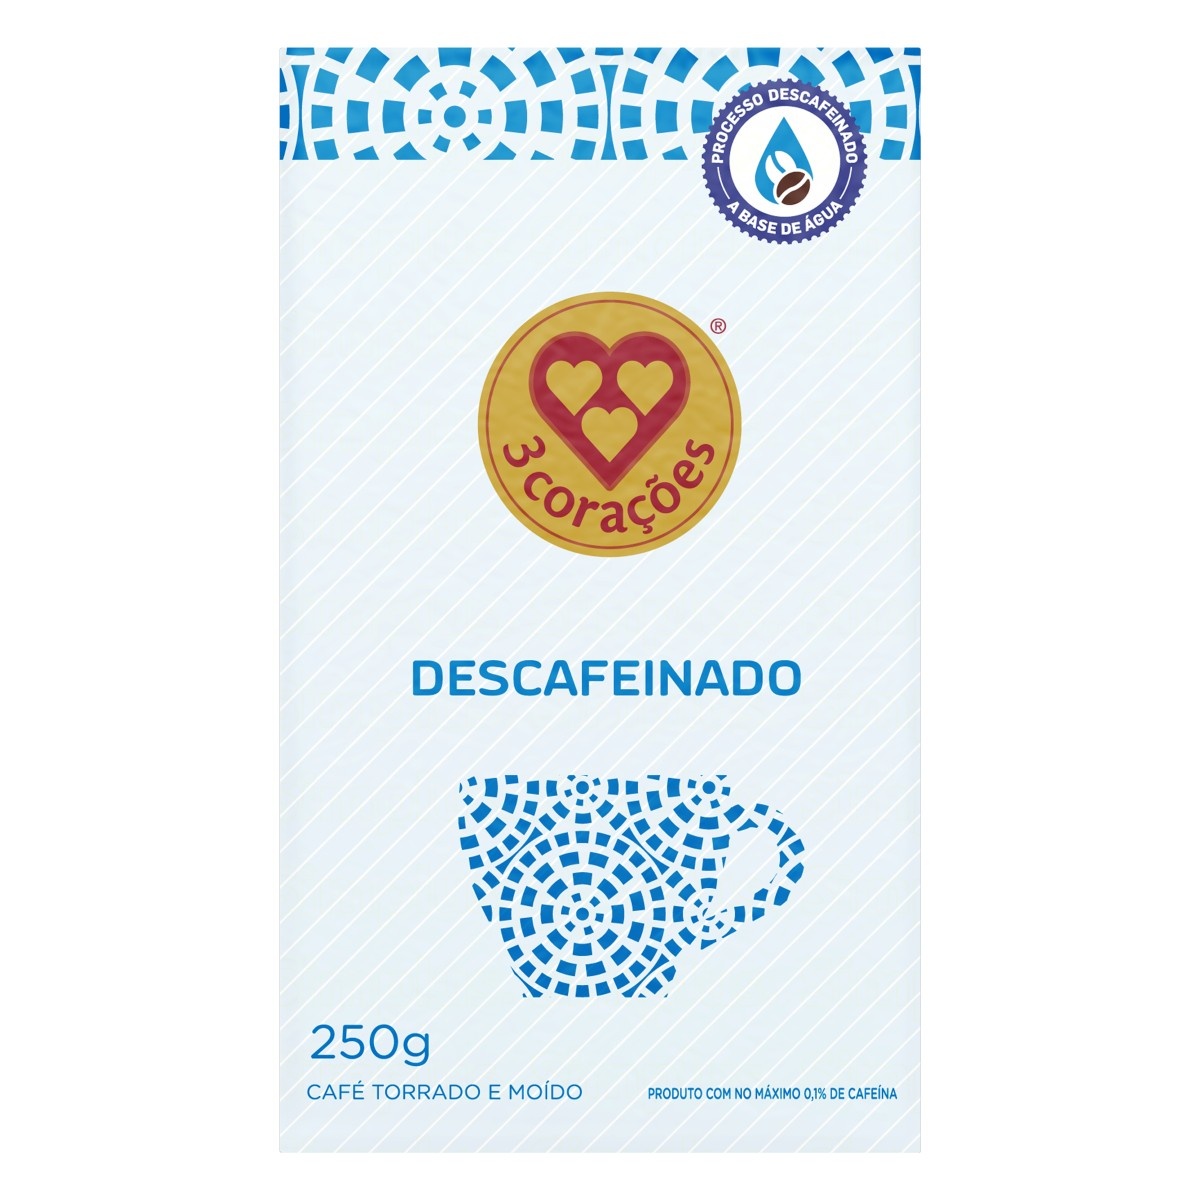 PROCESSO DESCAFEINADO
A BASE DE ÁGUA
®
3 corações
DESCAFEINADO
250g
CAFÉ TORRADO E MOÍDO
PRODUTO COM NO MÁXIMO 0,1% DE CAFEÍNA